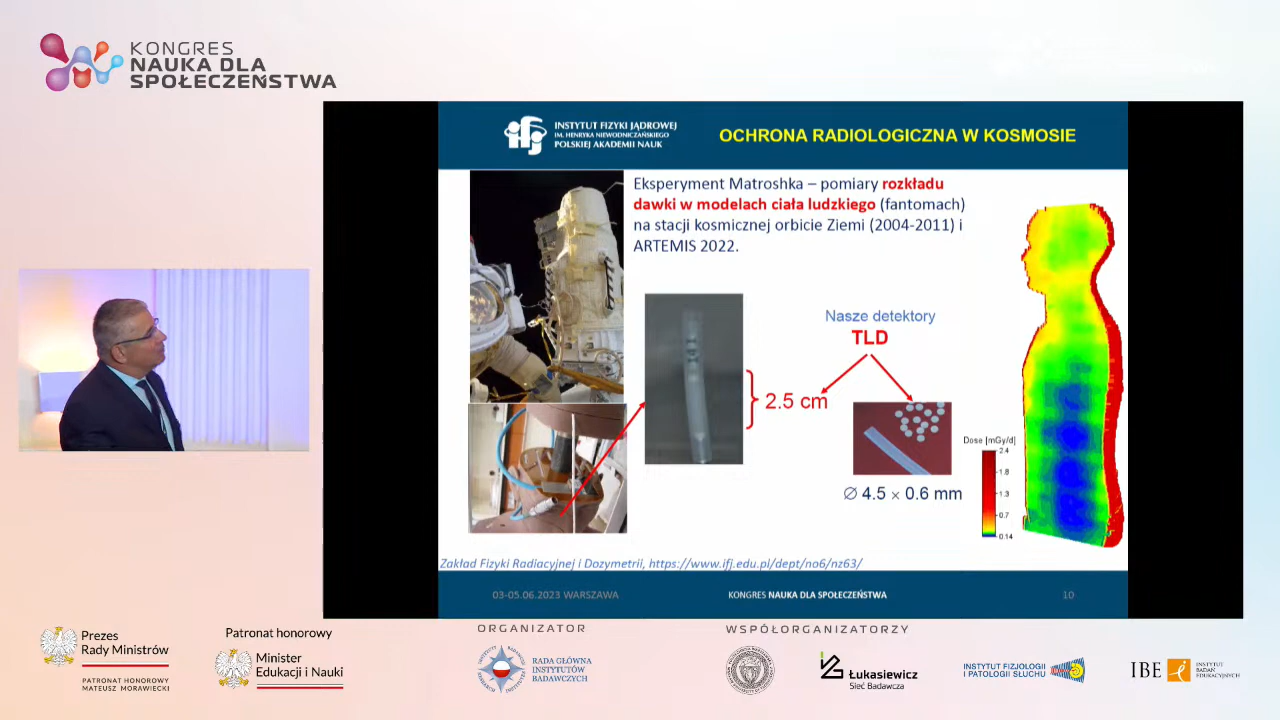 KONGRES
NAUKA DLA
SPOŁECZEŃSTWA
INSTYTUT FIZYKI JĄDROWEJ
IM. HENRYKA NIEWODNICZAŃSKIEGO
POLSKIEJ AKADEMII NAUK
OCHRONA RADIOLOGICZNA W KOSMOSIE
Eksperyment Matroshka – pomiary rozkładu
dawki w modelach ciała ludzkiego (fantomach)
na stacji kosmicznej orbicie Ziemi (2004-2011) i
ARTEMIS 2022.
Nasze detektory
TLD
2.5 cm
∅ 4.5 × 0.6 mm
Dose [mGy/d]
2.4
1.8
1.3
0.7
0.14
Zakład Fizyki Radiacyjnej i Dozymetrii, https://www.ifj.edu.pl/dept/no6/nz63/
03-05.06.2023 WARSZAWA
KONGRES NAUKA DLA SPOŁECZEŃSTWA
10
Prezes
Rady Ministrów
PATRONAT HONOROWY
MATEUSZ MORAWIECKI
Patronat honorowy
Minister
Edukacji i Nauki
ORGANIZATOR
RADA GŁÓWNA
INSTYTUTÓW
BADAWCZYCH
WSPÓŁORGANIZATORZY
Łukasiewicz
Sieć Badawcza
INSTYTUT FIZJOLOGII
I PATOLOGII SŁUCHU
IBE
INSTYTUT
BADAŃ
EDUKACYJNYCH